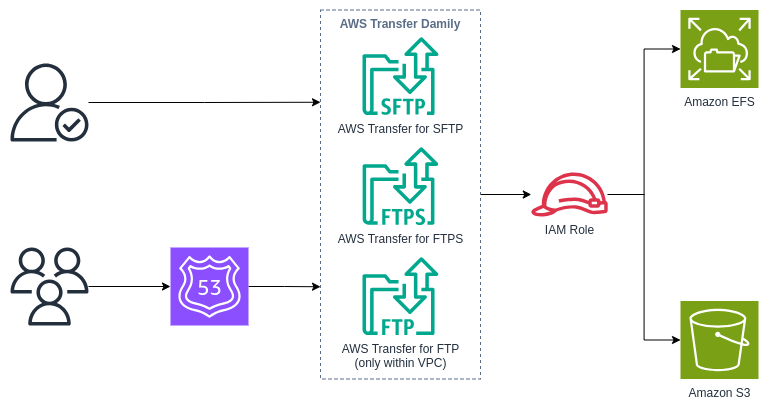 AWS Transfer Damily
SFTP
AWS Transfer for SFTP
FTPS
AWS Transfer for FTPS
FTP
AWS Transfer for FTP
(only within VPC)
53
IAM Role
Amazon EFS
Amazon S3